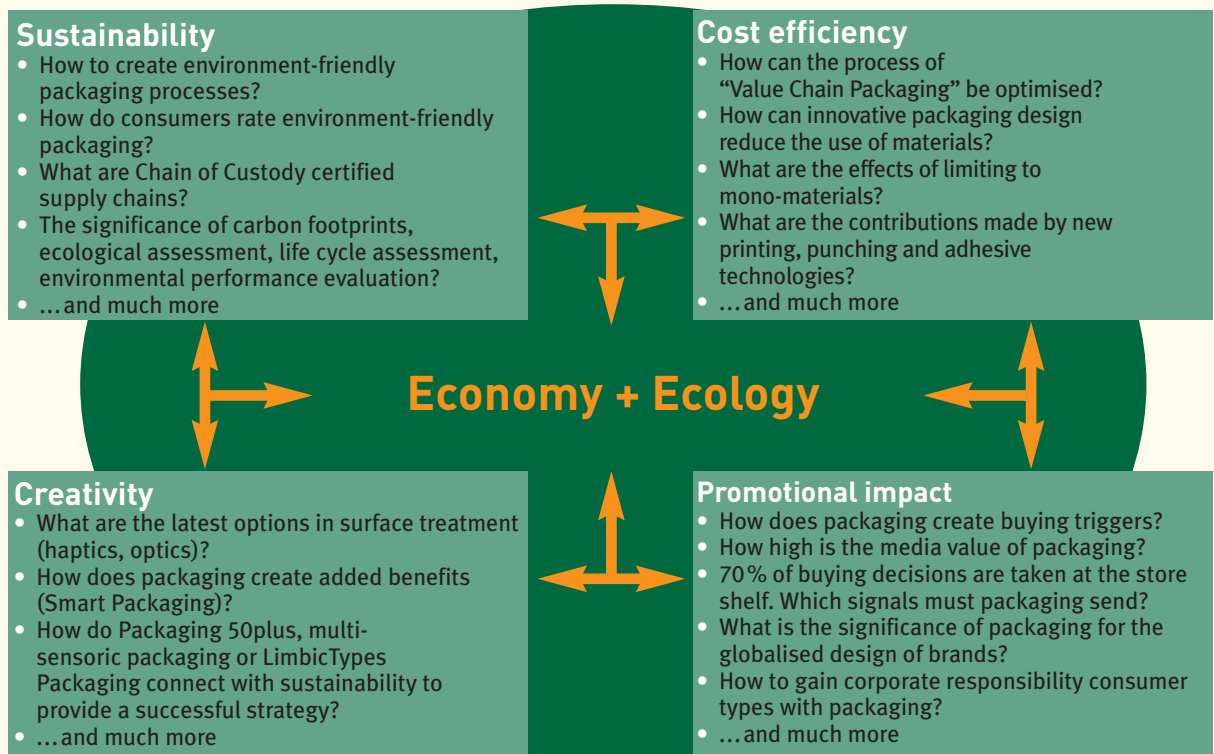 Sustainability
• How to create environment-friendly
packaging processes?
• How do consumers rate environment-friendly
packaging?
• What are Chain of Custody certified
supply chains?
• The significance of carbon footprints,
ecological assessment, life cycle assessment,
environmental performance evaluation?
• ...and much more
Cost efficiency
• How can the process of
“Value Chain Packaging” be optimised?
• How can innovative packaging design
reduce the use of materials?
• What are the effects of limiting to
mono-materials?
• What are the contributions made by new
printing, punching and adhesive
technologies?
• ...and much more
Economy + Ecology
Creativity
• What are the latest options in surface treatment
(haptics, optics)?
• How does packaging create added benefits
(Smart Packaging)?
• How do Packaging 50plus, multi-
sensoric packaging or LimbicTypes
Packaging connect with sustainability to
provide a successful strategy?
• ...and much more
Promotional impact
• How does packaging create buying triggers?
• How high is the media value of packaging?
• 70% of buying decisions are taken at the store
shelf. Which signals must packaging send?
• What is the significance of packaging for the
globalised design of brands?
• How to gain corporate responsibility consumer
types with packaging?
• ...and much more